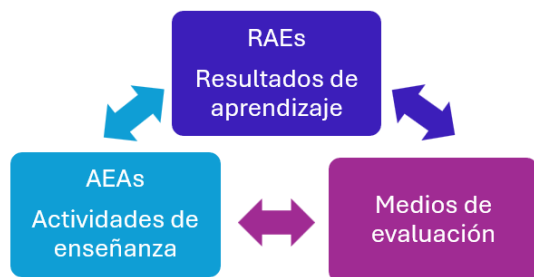 RAEs
Resultados de
aprendizaje
AEAs
Actividades de
enseñanza
Medios de
evaluación